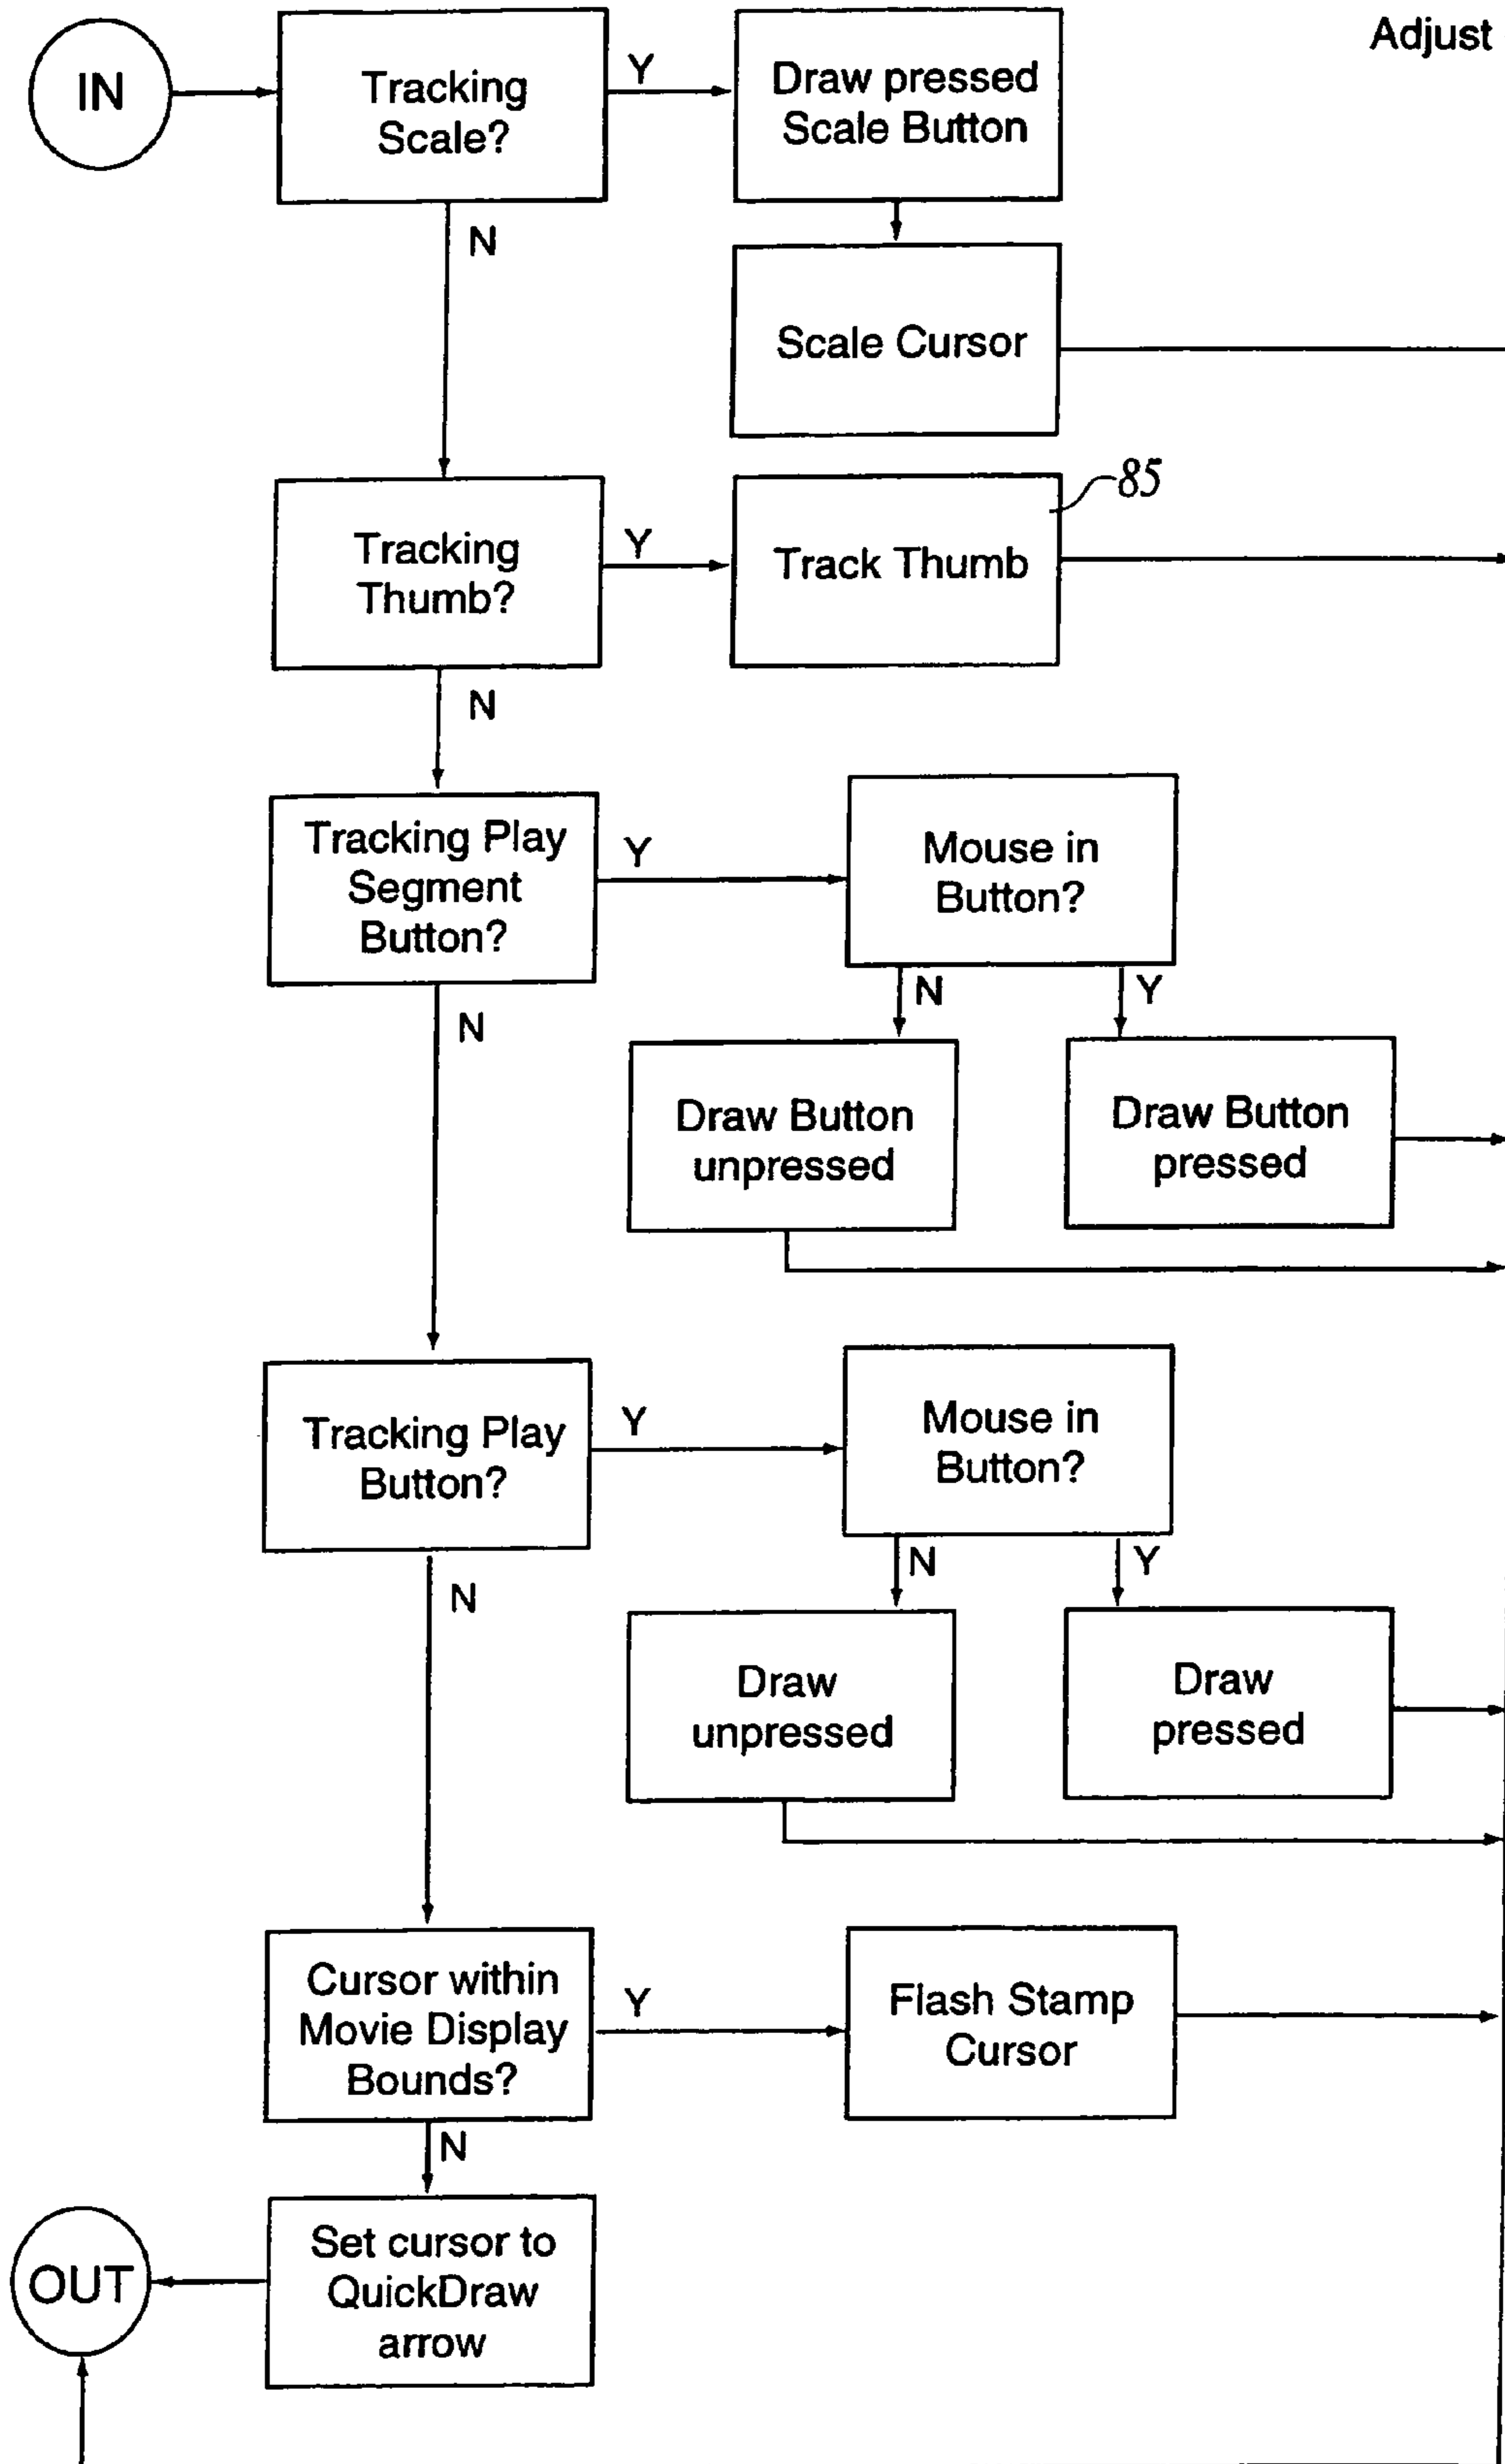 Adjust
IN
Tracking
Scale?
Y
Draw pressed
Scale Button
N
Scale Cursor
Tracking
Thumb?
Y
Track Thumb
85
N
Tracking Play
Segment
Button?
Y
Mouse in
Button?
N
N
Y
Draw Button
unpressed
Draw Button
pressed
Tracking Play
Button?
Y
Mouse in
Button?
N
N
Y
Draw
unpressed
Draw
pressed
Cursor within
Movie Display
Bounds?
Y
Flash Stamp
Cursor
N
Set cursor to
QuickDraw
arrow
OUT